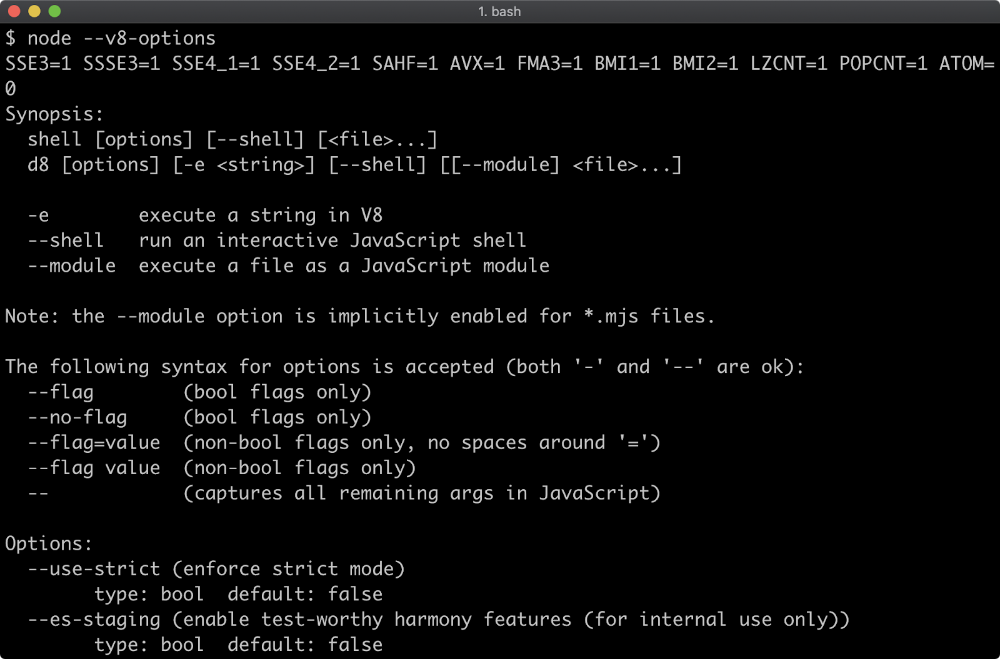 1. bash
$ node --v8-options
SSE3=1 SSSE3=1 SSE4_1=1 SSE4_2=1 SAHF=1 AVX=1 FMA3=1 BMI1=1 BMI2=1 LZCNT=1 POPCNT=1 ATOM=
0
Synopsis:
  shell [options] [--shell] [<file>...]
  d8 [options] [-e <string>] [--shell] [[--module] <file>...]

  -e        execute a string in V8
  --shell   run an interactive JavaScript shell
  --module  execute a file as a JavaScript module

Note: the --module option is implicitly enabled for *.mjs files.

The following syntax for options is accepted (both '-' and '--' are ok):
  --flag        (bool flags only)
  --no-flag     (bool flags only)
  --flag=value  (non-bool flags only, no spaces around '=')
  --flag value  (non-bool flags only)
  --            (captures all remaining args in JavaScript)

Options:
  --use-strict (enforce strict mode)
        type: bool  default: false
  --es-staging (enable test-worthy harmony features (for internal use only))
        type: bool  default: false